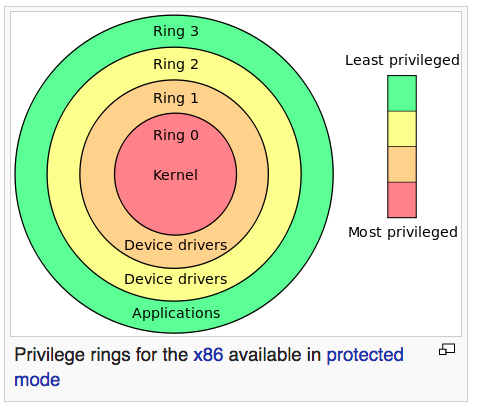 Ring 3
Ring 2
Ring 1
Ring 0
Kernel
Device drivers
Device drivers
Applications
Least privileged
Most privileged
Privilege rings for the x86 available in protected
mode